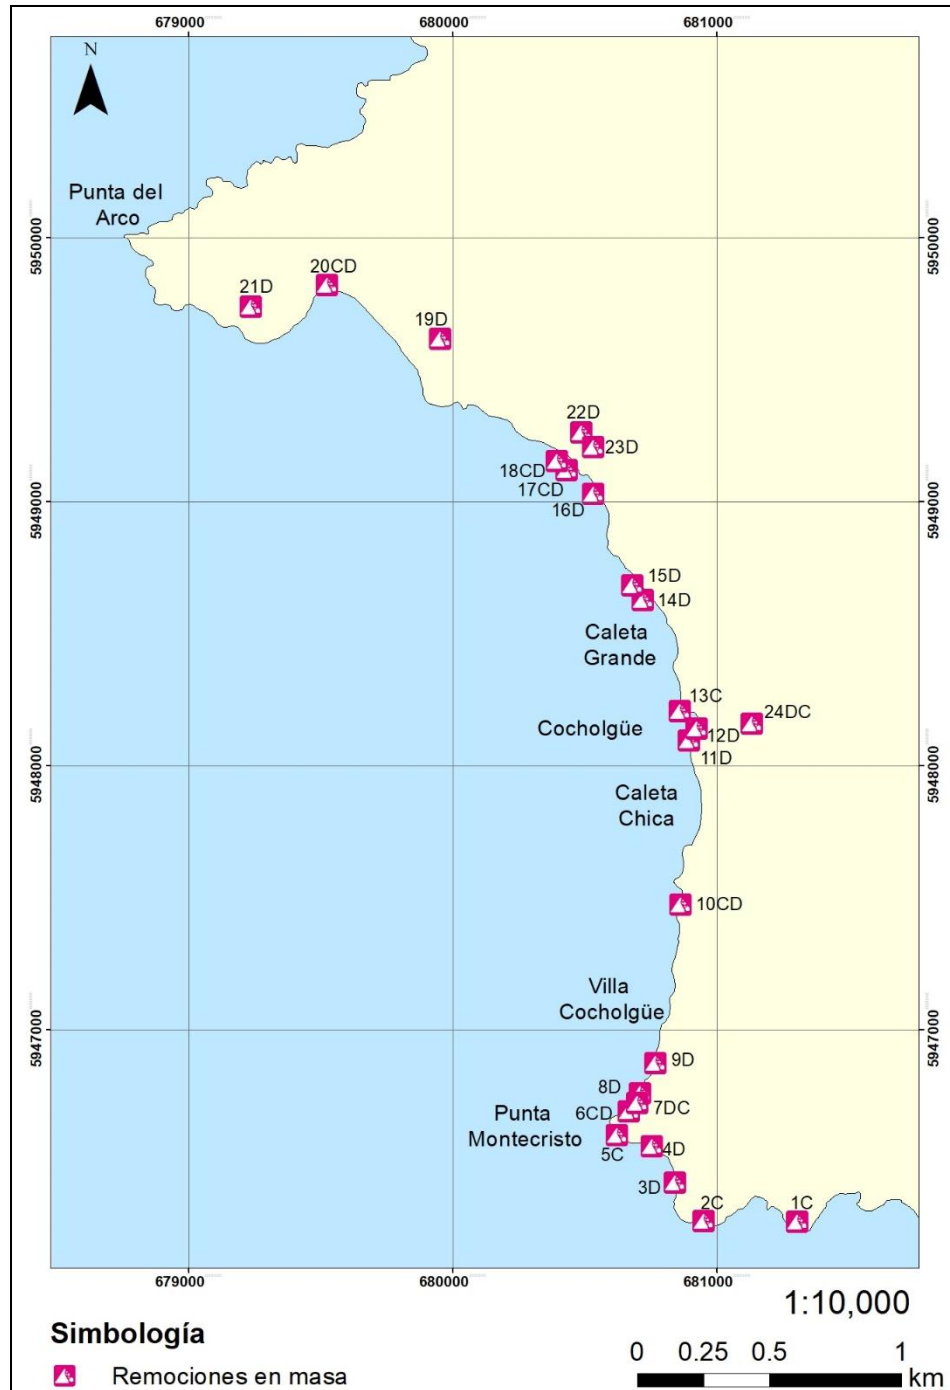 679000
680000
681000
N
Punta del
Arco
5950000
5950000
20CD
21D
19D
22D
23D
18CD
17CD
5949000
5949000
16D
15D
14D
Caleta
Grande
13C
24DC
Cocholgüe
12D
11D
5948000
5948000
Caleta
Chica
10CD
Villa
Cocholgüe
5947000
5947000
9D
8D
7DC
6CD
Punta
Montecristo
5C
4D
3D
2C
1C
679000
680000
681000
1:10,000
Simbología
0 0.25 0.5 1
km
Remociones en masa